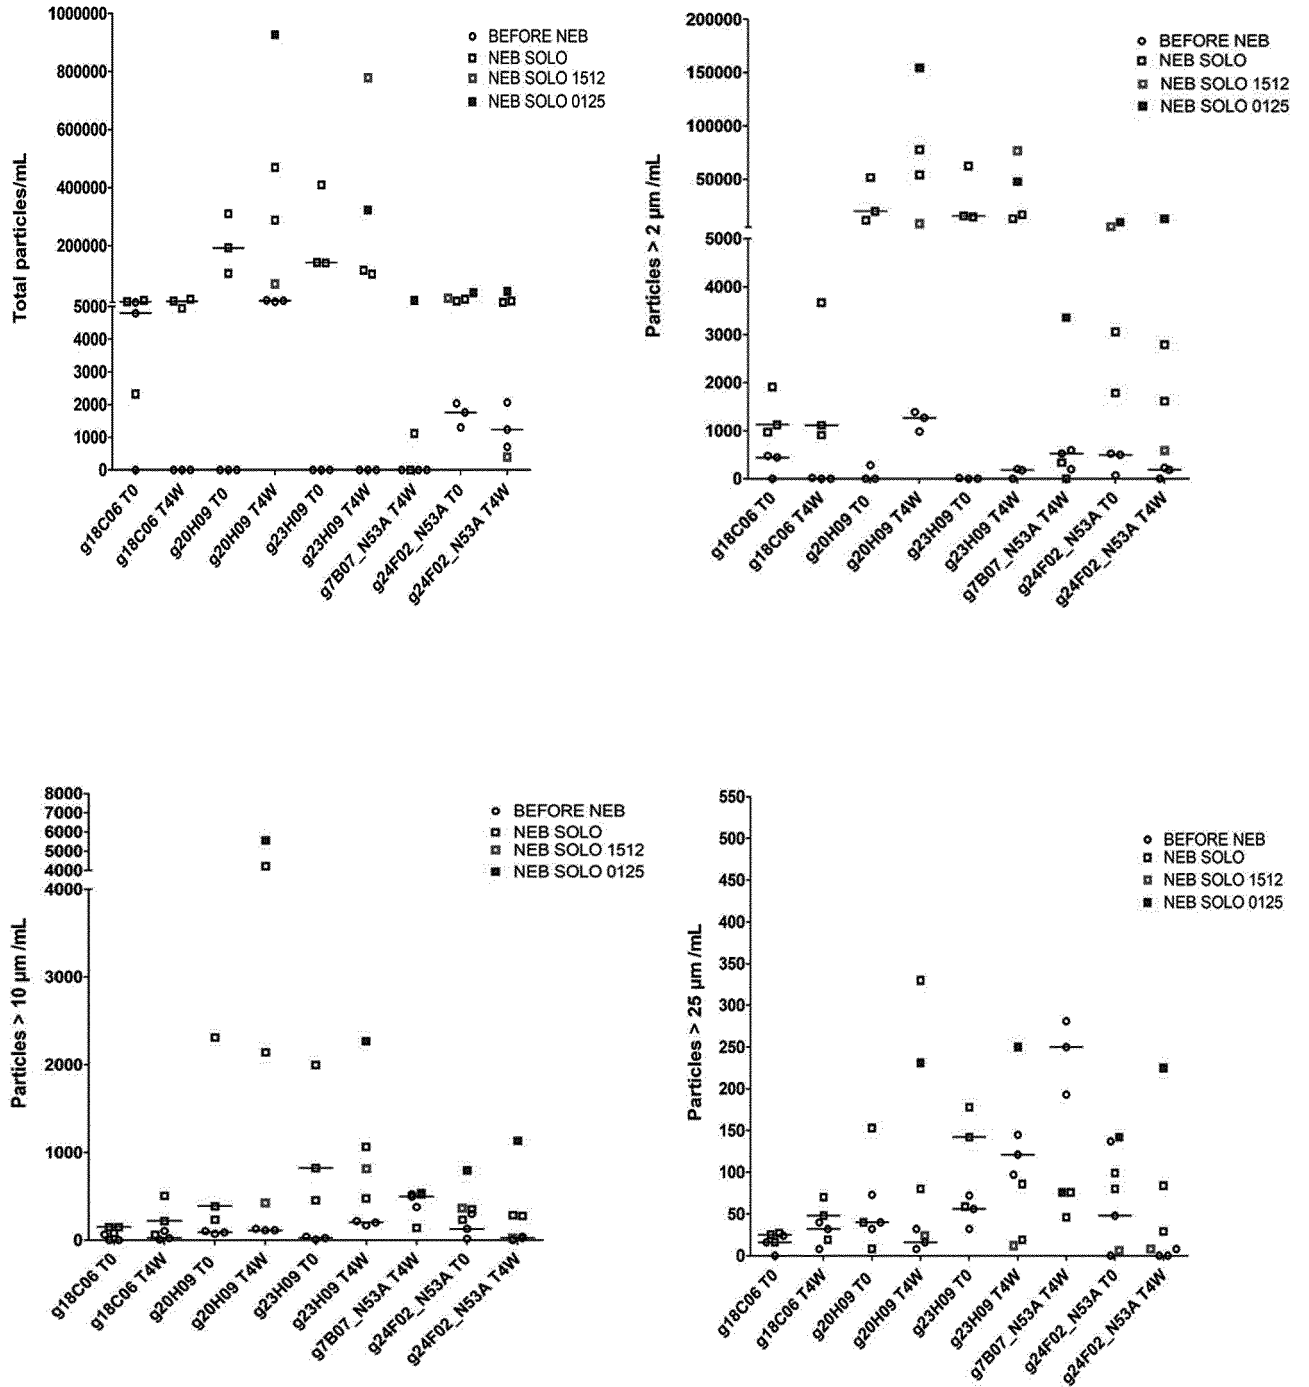 Total particles/mL
1000000
800000
600000
400000
200000
5000
4000
3000
2000
1000
0
BEFORE NEB
NEB SOLO
NEB SOLO 1512
NEB SOLO 0125
g18C06 T0
g18C06 T4W
g20H09 T0
g20H09 T4W
g23H09 T0
g23H09 T4W
g7B07_N53A T4W
g24F02_N53A T0
g24F02_N53A T4W
Particles > 2 µm /mL
200000
150000
100000
50000
5000
4000
3000
2000
1000
0
BEFORE NEB
NEB SOLO
NEB SOLO 1512
NEB SOLO 0125
g18C06 T0
g18C06 T4W
g20H09 T0
g20H09 T4W
g23H09 T0
g23H09 T4W
g7B07_N53A T4W
g24F02_N53A T0
g24F02_N53A T4W
Particles > 10 µm /mL
8000
7000
6000
5000
4000
4000
3000
2000
1000
0
BEFORE NEB
NEB SOLO
NEB SOLO 1512
NEB SOLO 0125
g18C06 T0
g18C06 T4W
g20H09 T0
g20H09 T4W
g23H09 T0
g23H09 T4W
g7B07_N53A T4W
g24F02_N53A T0
g24F02_N53A T4W
Particles > 25 µm /mL
550
500
450
400
350
300
250
200
150
100
50
0
BEFORE NEB
NEB SOLO
NEB SOLO 1512
NEB SOLO 0125
g18C06 T0
g18C06 T4W
g20H09 T0
g20H09 T4W
g23H09 T0
g23H09 T4W
g7B07_N53A T4W
g24F02_N53A T0
g24F02_N53A T4W